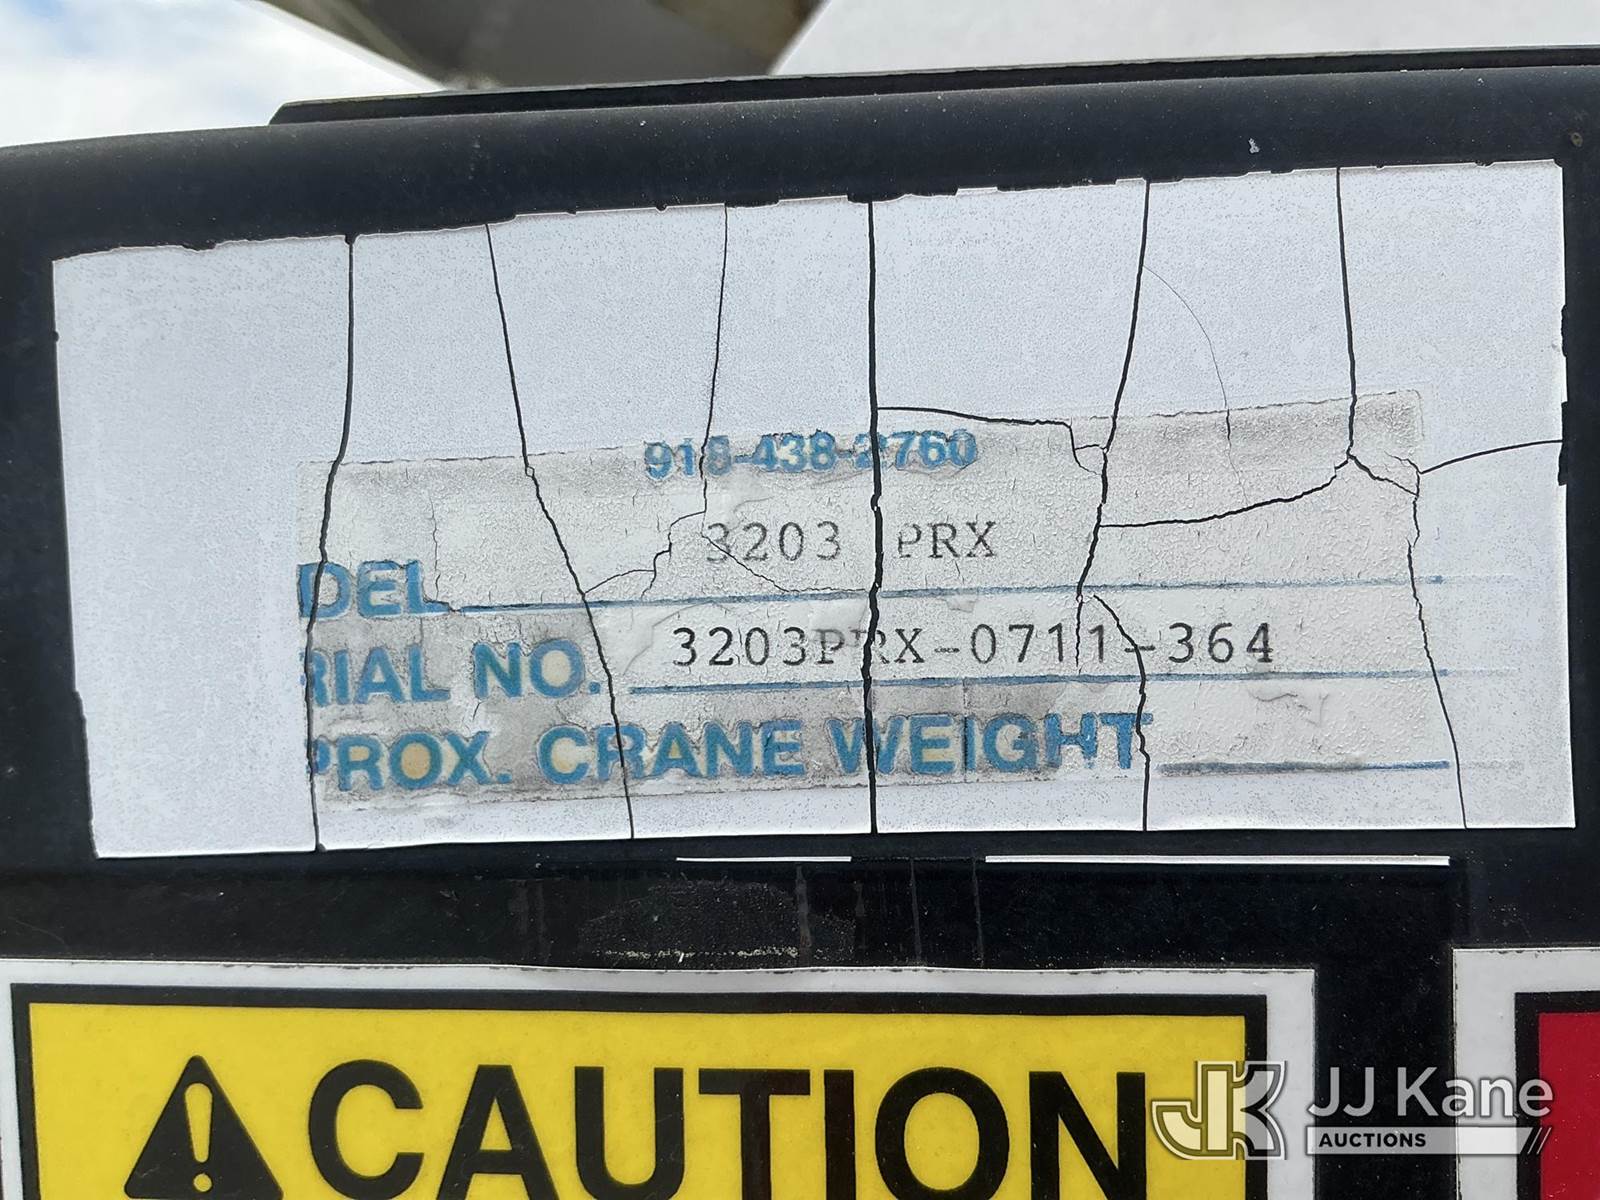 918-438-2760
3203 PRX
DEL
RIAL NO. 3203PRX-0711-364
PROX. CRANE WEIGHT
CAUTION
JJ Kane
AUCTIONS